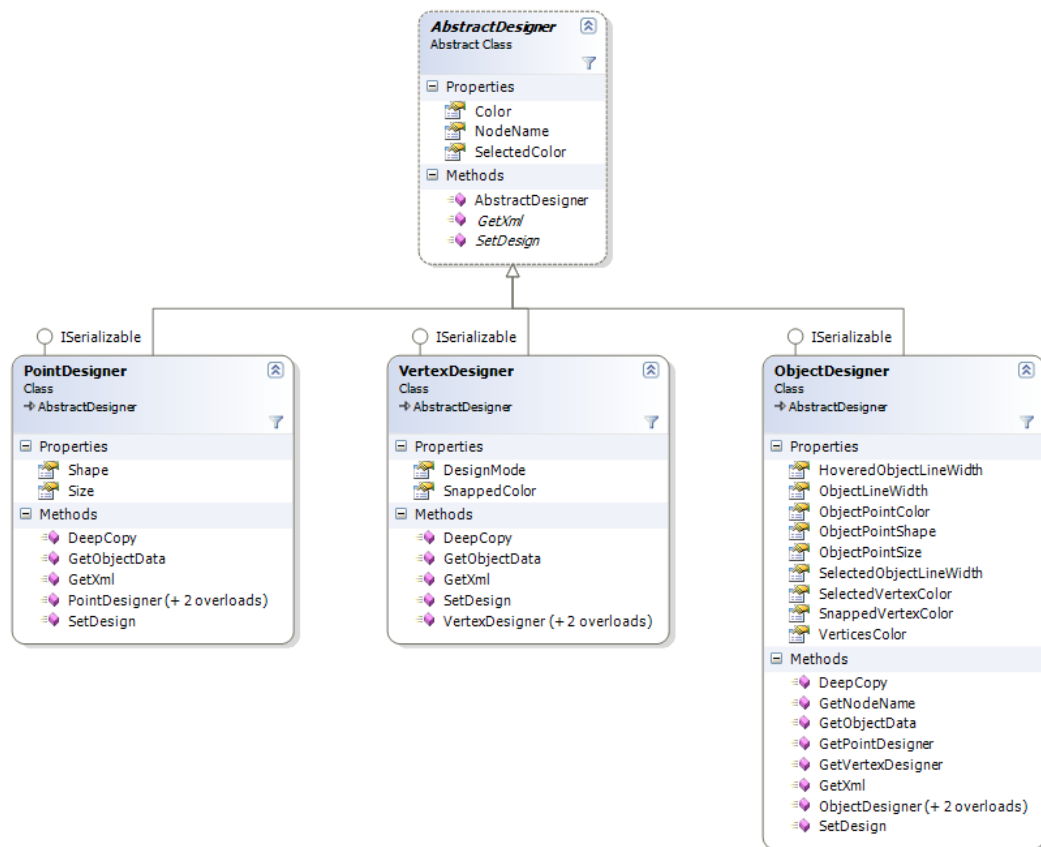 AbstractDesigner
Abstract Class
Properties
Color
NodeName
SelectedColor
Methods
AbstractDesigner
GetXml
SetDesign
ISerializable
PointDesigner
Class
AbstractDesigner
Properties
Shape
Size
Methods
DeepCopy
GetObjectData
GetXml
PointDesigner (+ 2 overloads)
SetDesign
ISerializable
VertexDesigner
Class
AbstractDesigner
Properties
DesignMode
SnappedColor
Methods
DeepCopy
GetObjectData
GetXml
SetDesign
VertexDesigner (+ 2 overloads)
ISerializable
ObjectDesigner
Class
AbstractDesigner
Properties
HoveredObjectLineWidth
ObjectLineWidth
ObjectPointColor
ObjectPointShape
ObjectPointSize
SelectedObjectLineWidth
SelectedVertexColor
SnappedVertexColor
VerticesColor
Methods
DeepCopy
GetNodeName
GetObjectData
GetPointDesigner
GetVertexDesigner
GetXml
ObjectDesigner (+ 2 overloads)
SetDesign